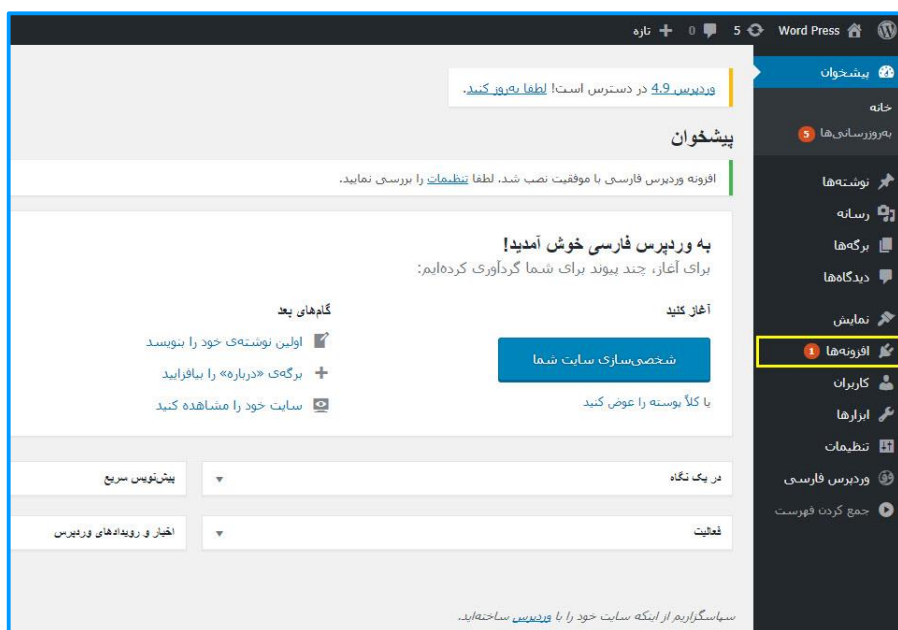 Word Press 5 0 تازه
پیشخوان
خانه
به‌روزرسانی‌ها 5
نوشته‌ها
رسانه
برگه‌ها
دیدگاه‌ها
نمایش
افزونه‌ها 1
کاربران
ابزارها
تنظیمات
وردپرس فارسی
جمع کردن فهرست
وردپرس 4.9 در دسترس است! لطفا به‌روز کنید.
پیشخوان
افزونه وردپرس فارسی با موفقیت نصب شد. لطفا تنظیمات را بررسی نمایید.
به وردپرس فارسی خوش آمدید!
برای آغاز، چند پیوند برای شما گردآوری کرده‌ایم:
آغاز کنید
شخصی‌سازی سایت شما
یا کلاً پوسته را عوض کنید
گام‌های بعد
اولین نوشته‌ی خود را بنویسد
برگه‌ی «درباره» را بیافرایید
سایت خود را مشاهده کنید
در یک نگاه
پیش‌نویس سریع
فعالیت
اخبار و رویدادهای وردپرس
سپاسگزاریم از اینکه سایت خود را با وردپرس ساخته‌اید.